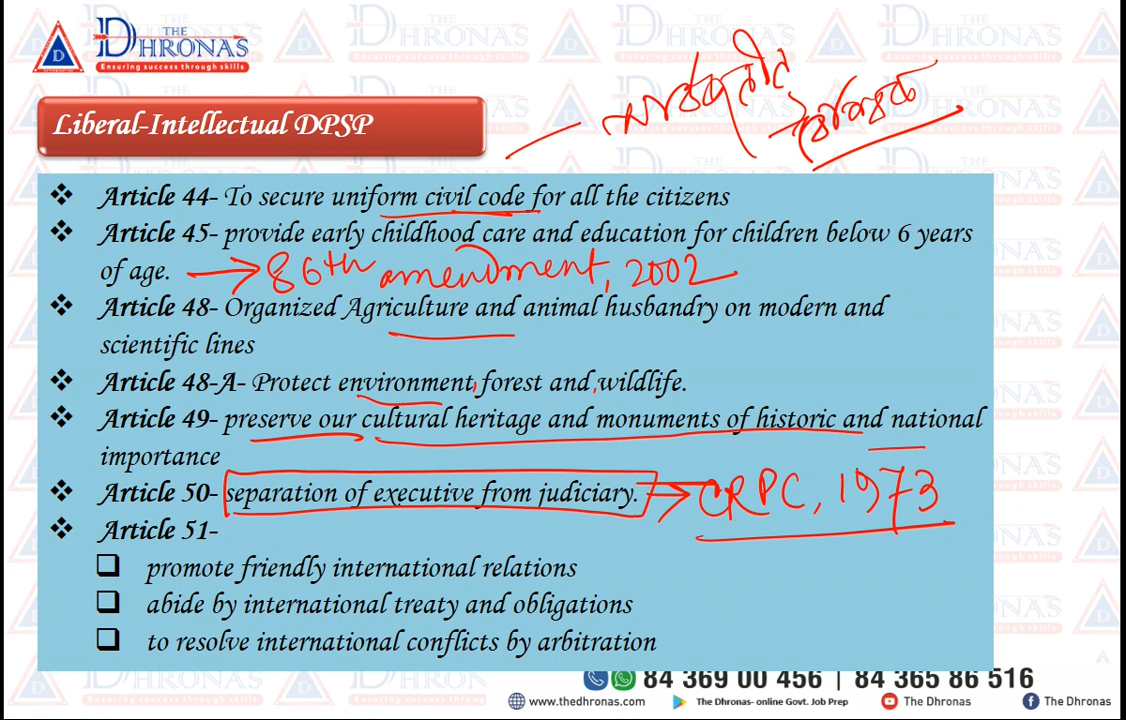 THE
DHRONAS
Ensuring success through skills
Liberal-Intellectual DPSP
❖ Article 44- To secure uniform civil code for all the citizens
❖ Article 45- provide early childhood care and education for children below 6 years
of age. → 86th amendment, 2002
❖ Article 48- Organized Agriculture and animal husbandry on modern and
scientific lines
❖ Article 48-A- Protect environment, forest and, wildlife.
❖ Article 49- preserve our cultural heritage and monuments of historic and national
importance
❖ Article 50- separation of executive from judiciary. → CRPC, 1973
❖ Article 51-
❑ promote friendly international relations
❑ abide by international treaty and obligations
❑ to resolve international conflicts by arbitration
84 369 00 456 | 84 365 86 516
www.thedhronas.com The Dhronas- online Govt. Job Prep The Dhronas The Dhronas